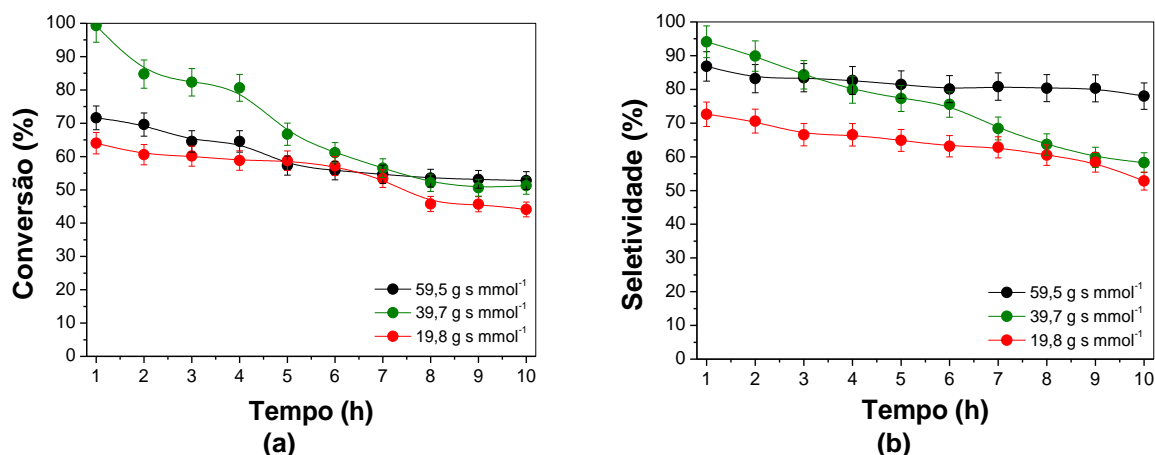 Conversão (%)
100
90
80
70
60
50
40
30
20
10
0
59,5 g s mmol⁻¹
39,7 g s mmol⁻¹
19,8 g s mmol⁻¹
1 2 3 4 5 6 7 8 9 10
Tempo (h)
(a)
Seletividade (%)
100
90
80
70
60
50
40
30
20
10
0
59,5 g s mmol⁻¹
39,7 g s mmol⁻¹
19,8 g s mmol⁻¹
1 2 3 4 5 6 7 8 9 10
Tempo (h)
(b)